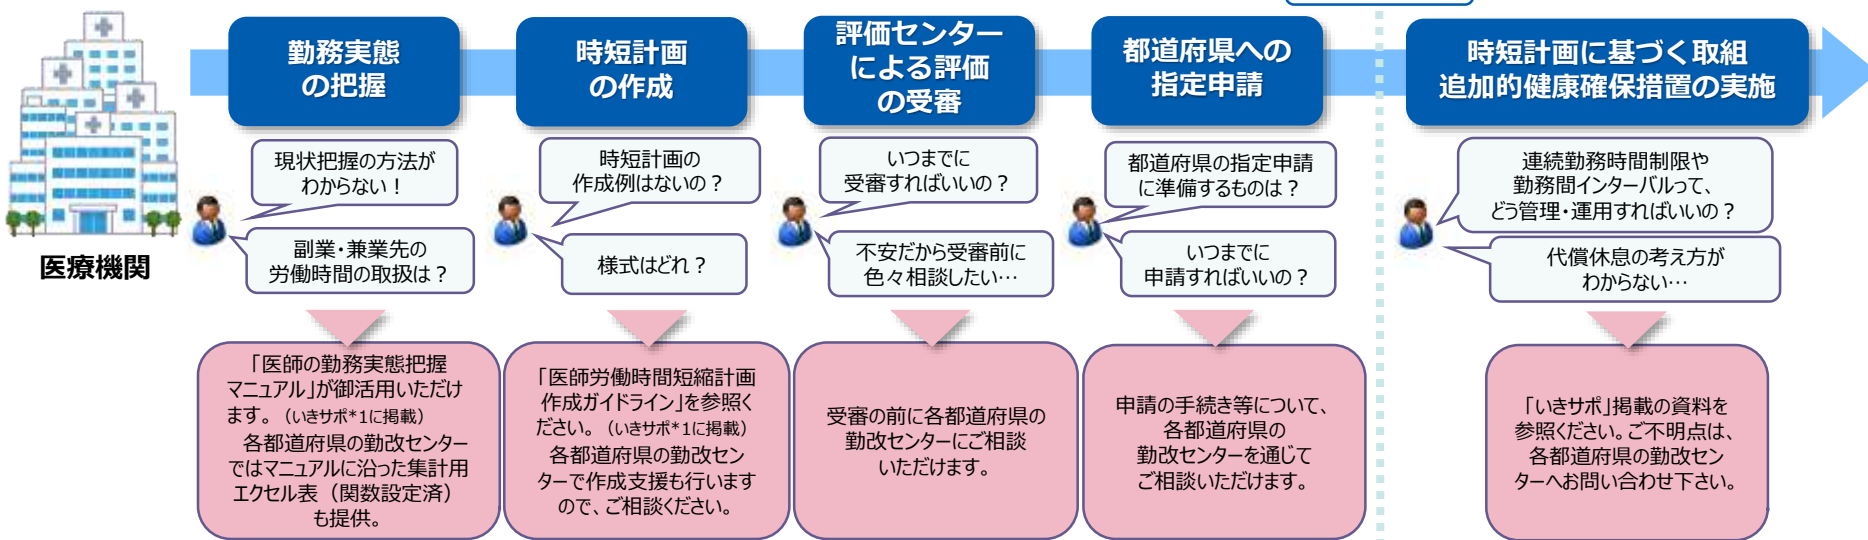 勤務実態
の把握
時短計画
の作成
評価センター
による評価
の受審
都道府県への
指定申請
時短計画に基づく取組
追加的健康確保措置の実施
医療機関
現状把握の方法が
わからない！
副業・兼業先の
労働時間の取扱は？
時短計画の
作成例はないの？
様式はどれ？
いつまでに
受審すればいいの？
不安だから受審前に
色々相談したい…
都道府県の指定申請
に準備するものは？
いつまでに
申請すればいいの？
連続勤務時間制限や
勤務間インターバルって、
どう管理・運用すればいいの？
代償休息の考え方が
わからない…
「医師の勤務実態把握
マニュアル」が御活用いただけ
ます。（いきサポ*1に掲載）
各都道府県の勤改センター
ではマニュアルに沿った集計用
エクセル表（関数設定済）
も提供。
「医師労働時間短縮計画
作成ガイドライン」を参照く
ださい。（いきサポ*1に掲載）
各都道府県の勤改セン
ターで作成支援も行います
ので、ご相談ください。
受審の前に各都道府県の
勤改センターにご相談
いただけます。
申請の手続き等について、
各都道府県の
勤改センターを通じて
ご相談いただけます。
「いきサポ」掲載の資料を
参照ください。ご不明点は、
各都道府県の勤改セン
ターへお問い合わせ下さい。